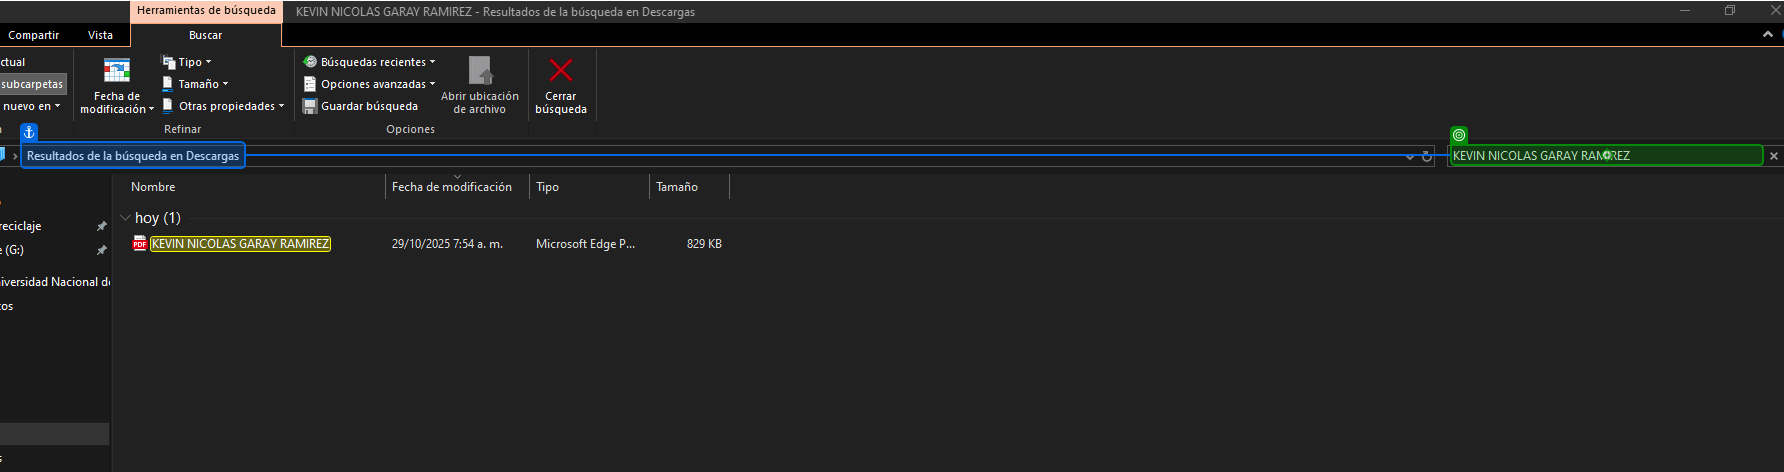 Herramientas de búsqueda
KEVIN NICOLAS GARAY RAMIREZ - Resultados de la búsqueda en Descargas
Compartir
Vista
Buscar
ctual
subcarpetas
nuevo en
Fecha de
modificación
Tipo
Tamaño
Otras propiedades
Refinar
Búsquedas recientes
Opciones avanzadas
Guardar búsqueda
Abrir ubicación
de archivo
Opciones
Cerrar
búsqueda
Resultados de la búsqueda en Descargas
KEVIN NICOLAS GARAY RAMIREZ
Nombre
Fecha de modificación
Tipo
Tamaño
reciclaje
e (G:)
niversidad Nacional de
tos
s
hoy (1)
PDF
KEVIN NICOLAS GARAY RAMIREZ
29/10/2025 7:54 a. m.
Microsoft Edge P...
829 KB